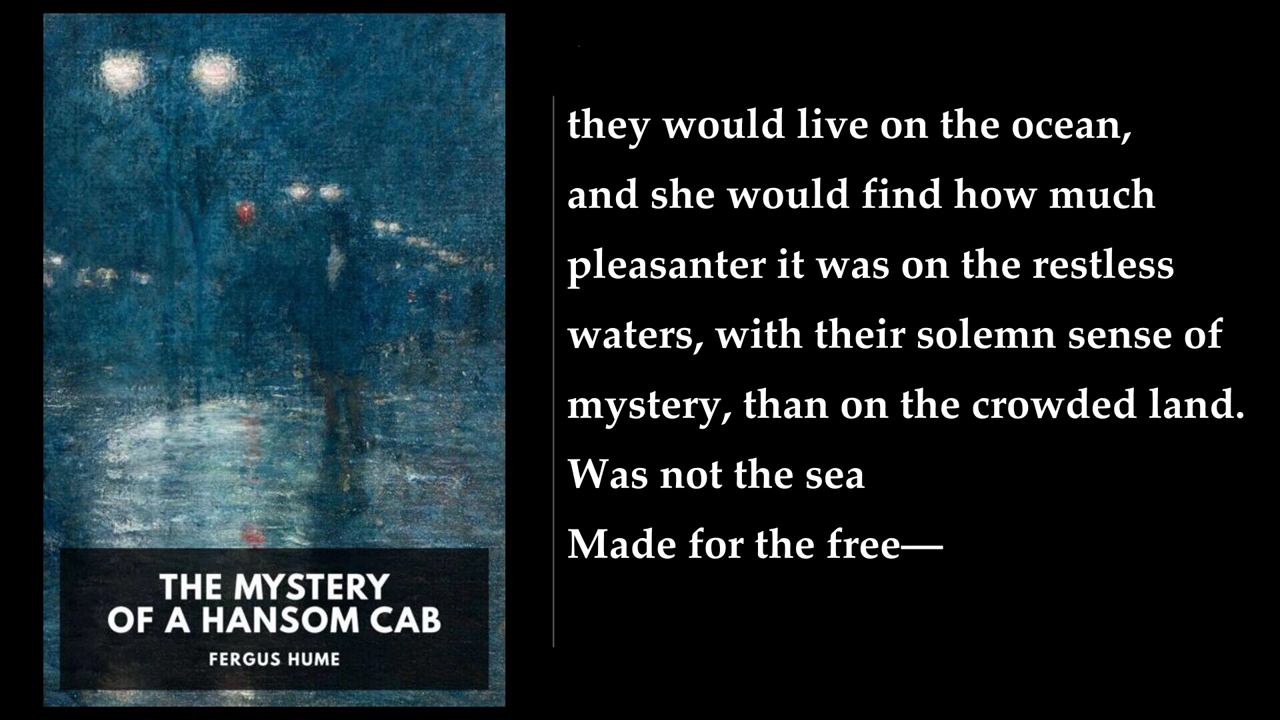 THE MYSTERY
OF A HANSOM CAB
FERGUS HUME
they would live on the ocean,
and she would find how much
pleasanter it was on the restless
waters, with their solemn sense of
mystery, than on the crowded land.
Was not the sea
Made for the free—